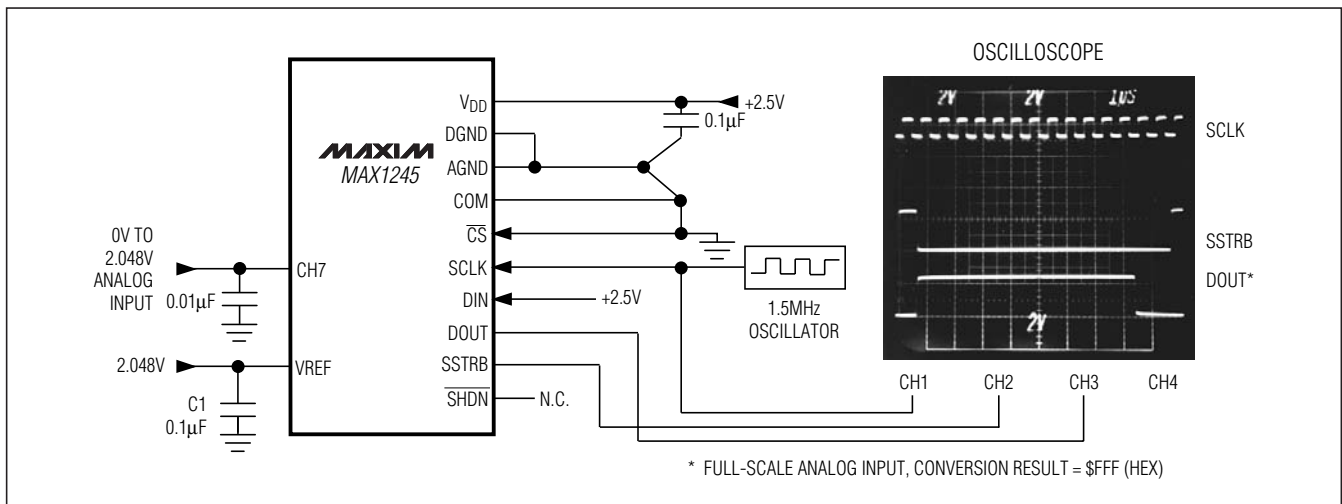 OSCILLOSCOPE
2V 2V 1µS
SCLK
SSTRB
DOUT*
2V
CH1 CH2 CH3 CH4
MAXIM
MAX1245
VDD
DGND
AGND
COM
CS
SCLK
DIN
DOUT
SSTRB
SHDN
CH7
VREF
+2.5V
0.1µF
0V TO
2.048V
ANALOG
INPUT
0.01µF
2.048V
C1
0.1µF
+2.5V
1.5MHz
OSCILLATOR
N.C.
* FULL-SCALE ANALOG INPUT, CONVERSION RESULT = $FFF (HEX)